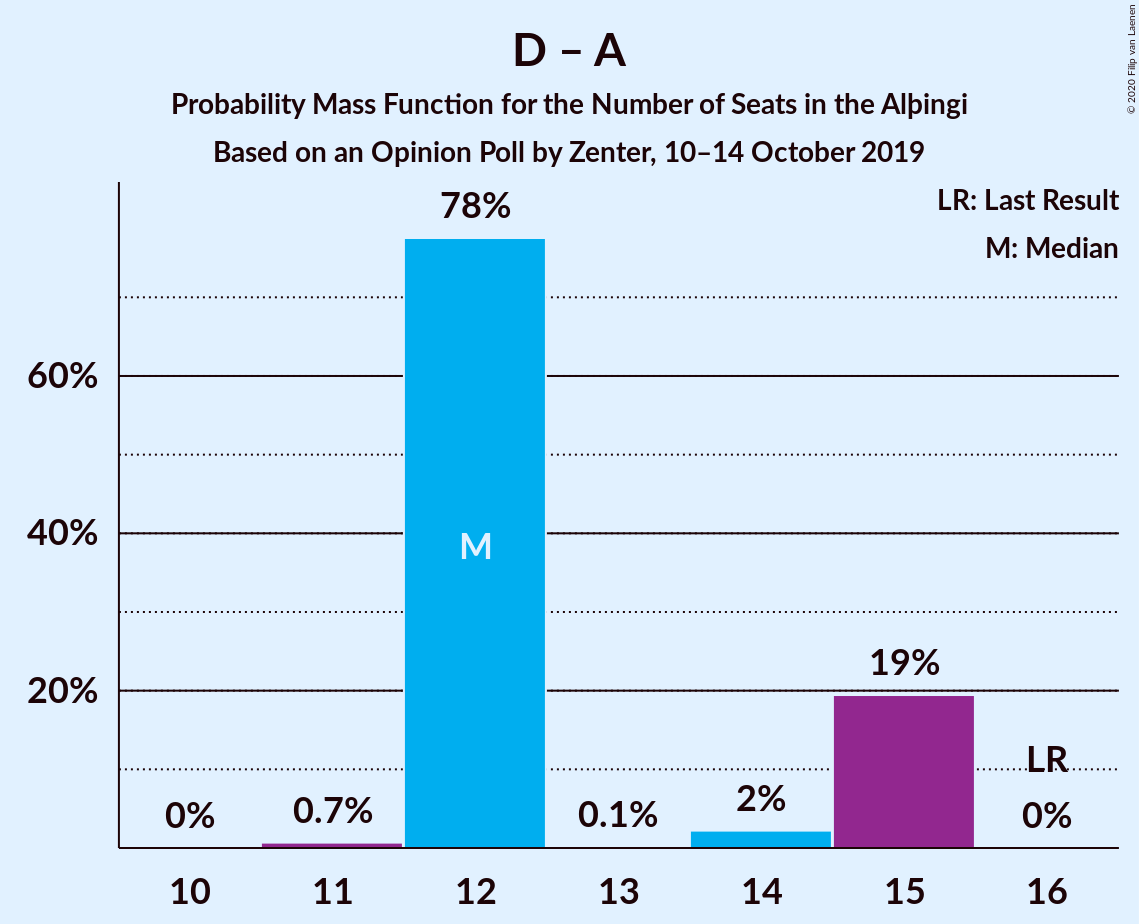 D – A
Probability Mass Function for the Number of Seats in the Alþingi
Based on an Opinion Poll by Zenter, 10–14 October 2019
© 2020 Filip van Laenen
LR: Last Result
M: Median
78%
60%
40%
M
20%
19%
LR
0%
0.7%
0.1%
2%
0%
10 11 12 13 14 15 16